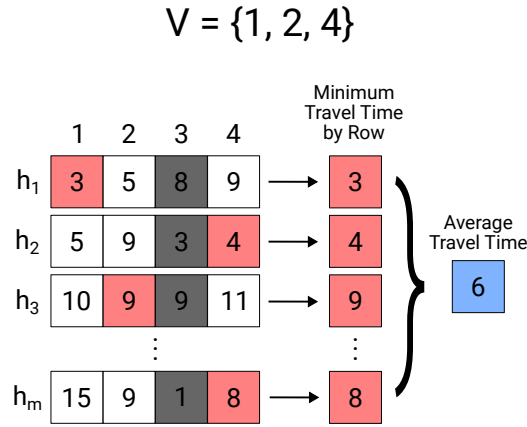 V = {1, 2, 4}
Minimum
Travel Time
by Row
1 2 3 4
h1 3 5 8 9 3
h2 5 9 3 4 4
Average
Travel Time
6
h3 10 9 9 11 9
⋮ ⋮
hm 15 9 1 8 8